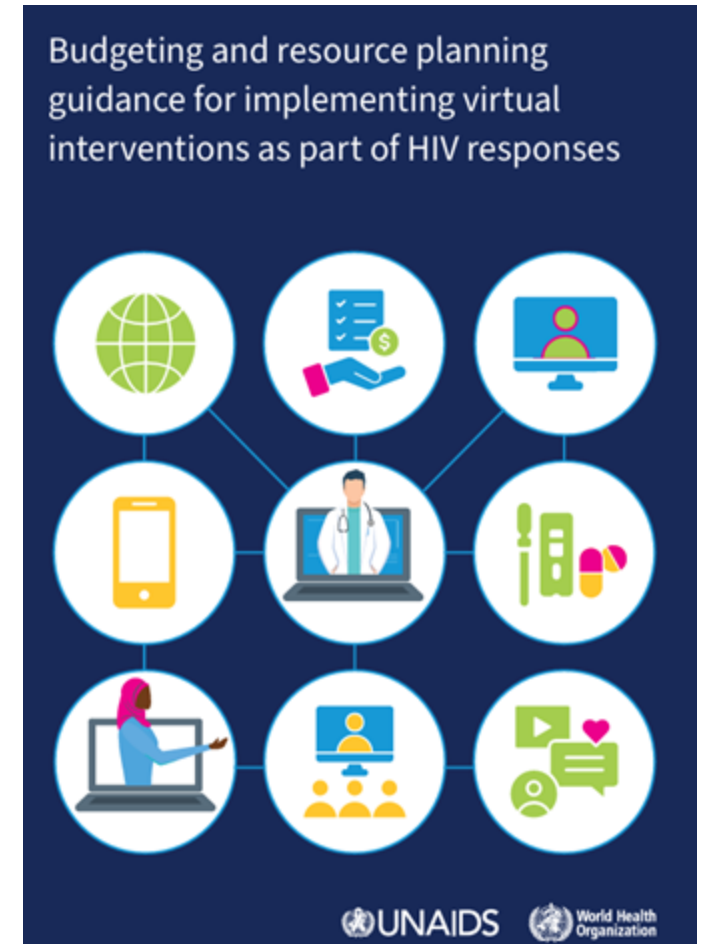 Budgeting and resource planning
guidance for implementing virtual
interventions as part of HIV responses
$
UNAIDS
World Health
Organization